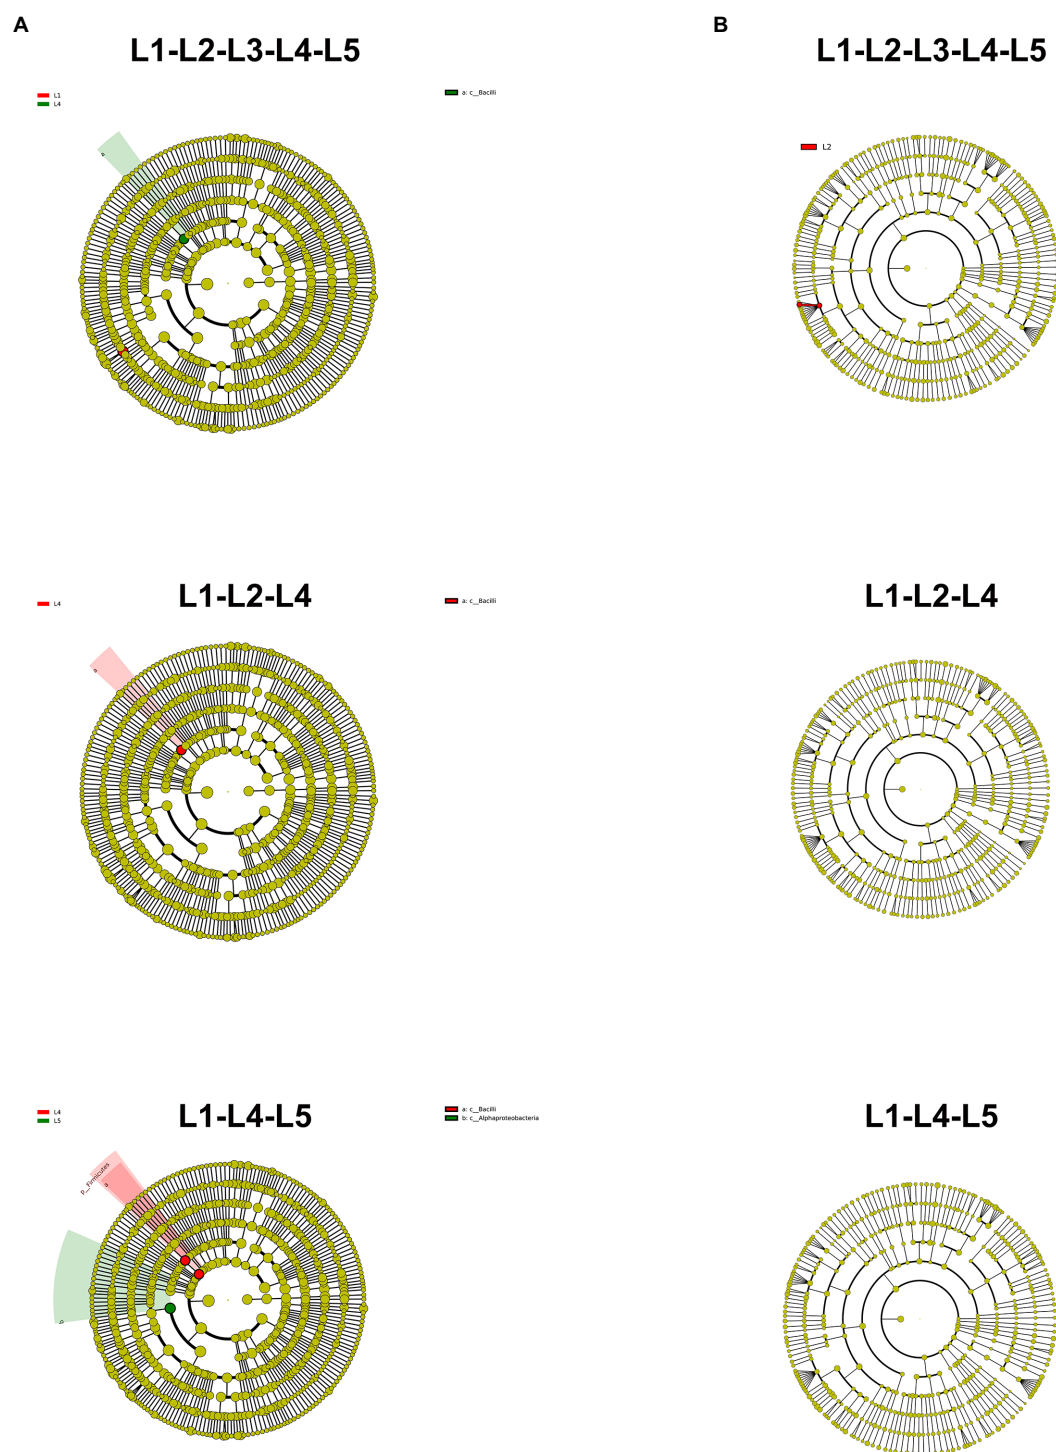 A
B
L1-L2-L3-L4-L5
L1-L2-L3-L4-L5
L1
L4
a: c__Bacilli
a
L2
L1-L2-L4
L1-L2-L4
L4
a: c__Bacilli
a
L1-L4-L5
L1-L4-L5
L4
L5
a: c__Bacilli
b: c__Alphaproteobacteria
p__Firmicutes
a
b